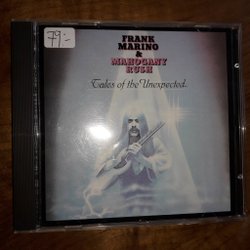 79:-
FRANK
MARINO
&
MAHOGANY
RUSH
Tales of the Unexpected.